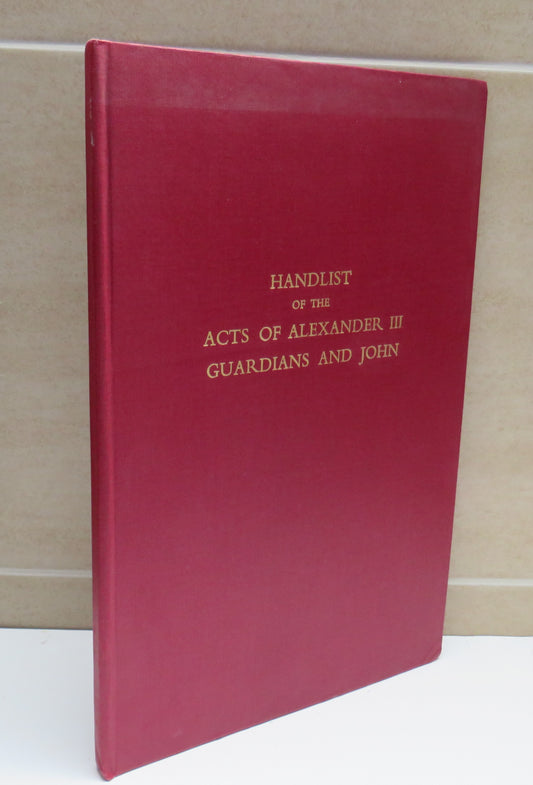 HANDLIST
OF THE
ACTS OF ALEXANDER III
GUARDIANS AND JOHN